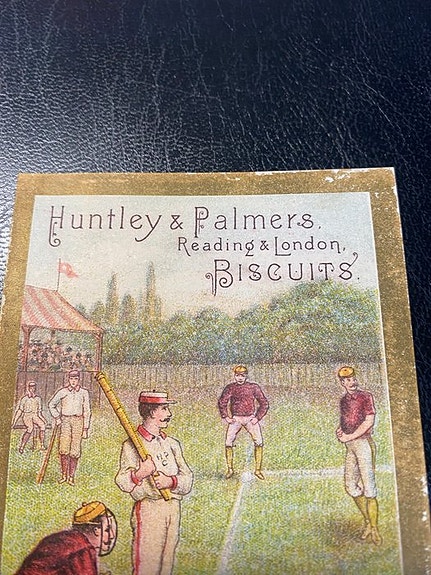 Huntley & Palmers.
Reading & London,
Biscuits.